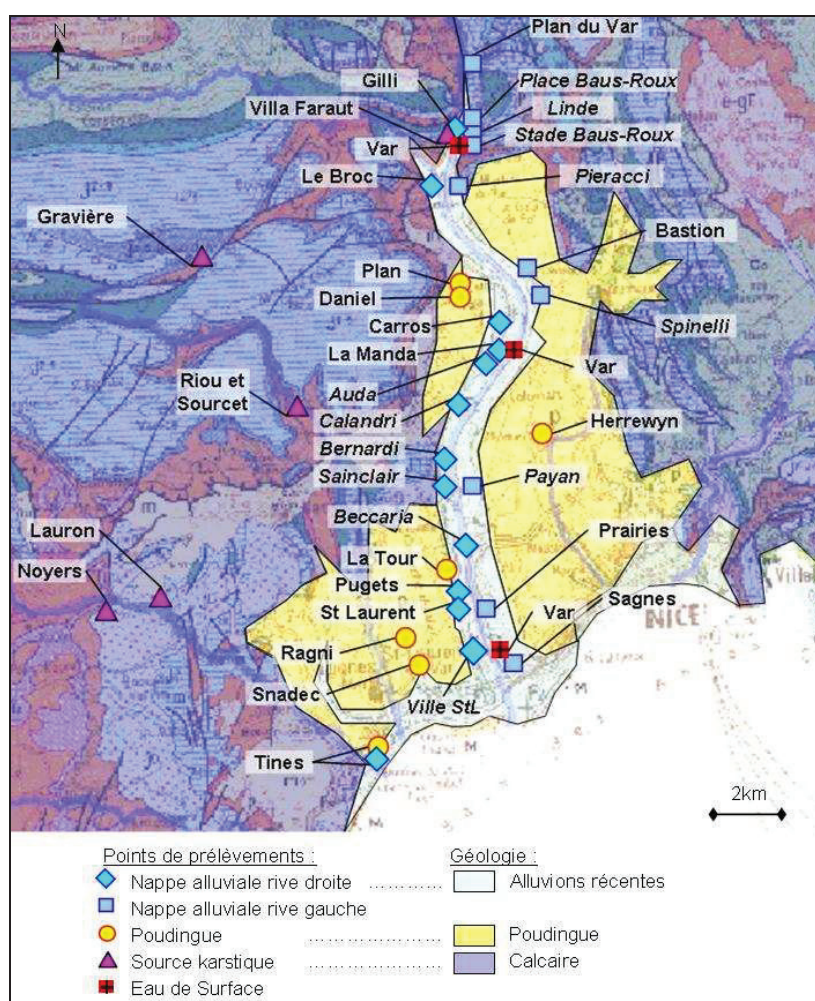 N
Plan du Var
Gilli
Place Baus-Roux
Villa Faraut
Linde
Var
Stade Baus-Roux
Le Broc
Pieracci
Gravière
Bastion
Plan
Daniel
Carros
Spinelli
La Manda
Var
Riou et
Sourcet
Auda
Calandri
Herrewyn
Bernardi
Sainclair
Payan
Lauron
Beccaria
Prairies
Noyers
La Tour
Pugets
St Laurent
Var
Sagnes
NICE
Ragni
Snadec
Ville StL
Tines
2km
Points de prélèvements :
Géologie :
Nappe alluviale rive droite ………… Alluvions récentes
Nappe alluviale rive gauche
Poudingue ………………… Poudingue
Source karstique ………………… Calcaire
Eau de Surface